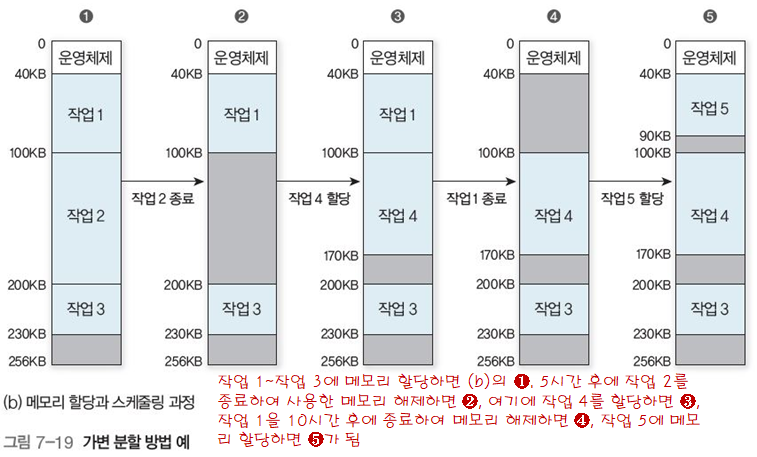 ❶ ❷ ❸ ❹ ❺
0 운영체제 0 운영체제 0 운영체제 0 운영체제 0 운영체제
40KB 40KB 40KB 40KB 40KB
작업 1 작업 1 작업 1 작업 5
90KB
100KB 100KB 100KB 100KB 100KB
작업 2 종료 작업 4 할당 작업 1 종료 작업 5 할당
작업 2 작업 4 작업 4 작업 4
170KB 170KB 170KB
200KB 200KB 200KB 200KB 200KB
작업 3 작업 3 작업 3 작업 3 작업 3
230KB 230KB 230KB 230KB 230KB
256KB 256KB 256KB 256KB 256KB
작업 1~작업 3에 메모리 할당하면 (b)의 ❶, 5시간 후에 작업 2를
종료하여 사용한 메모리 해제하면 ❷, 여기에 작업 4를 할당하면 ❸,
작업 1을 10시간 후에 종료하여 메모리 해제하면 ❹, 작업 5에 메모
리 할당하면 ❺가 됨
(b) 메모리 할당과 스케줄링 과정
그림 7-19 가변 분할 방법 예